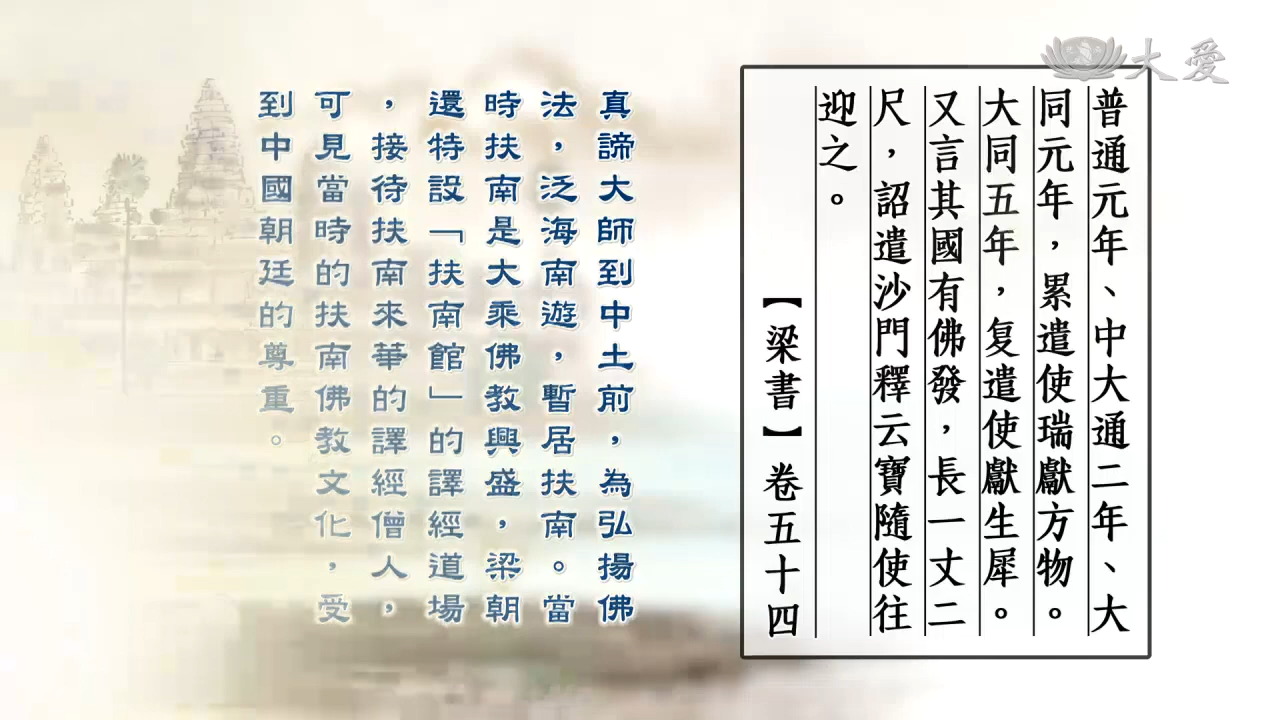 大愛
普通元年、中大通二年、大
同元年，累遣使瑞獻方物。
大同五年，复遣使獻生犀。
又言其國有佛發，長一丈二
尺，詔遣沙門釋云寶隨使往
迎之。
【梁書】卷五十四
真諦大師到中土前，為弘揚佛
法，泛海南遊，暫居扶南。當
時扶南是大乘佛教興盛，梁朝
還特設「扶南館」的譯經道場
，接待扶南來華的譯經僧人，
可見當時的扶南佛教文化，受
到中國朝廷的尊重。